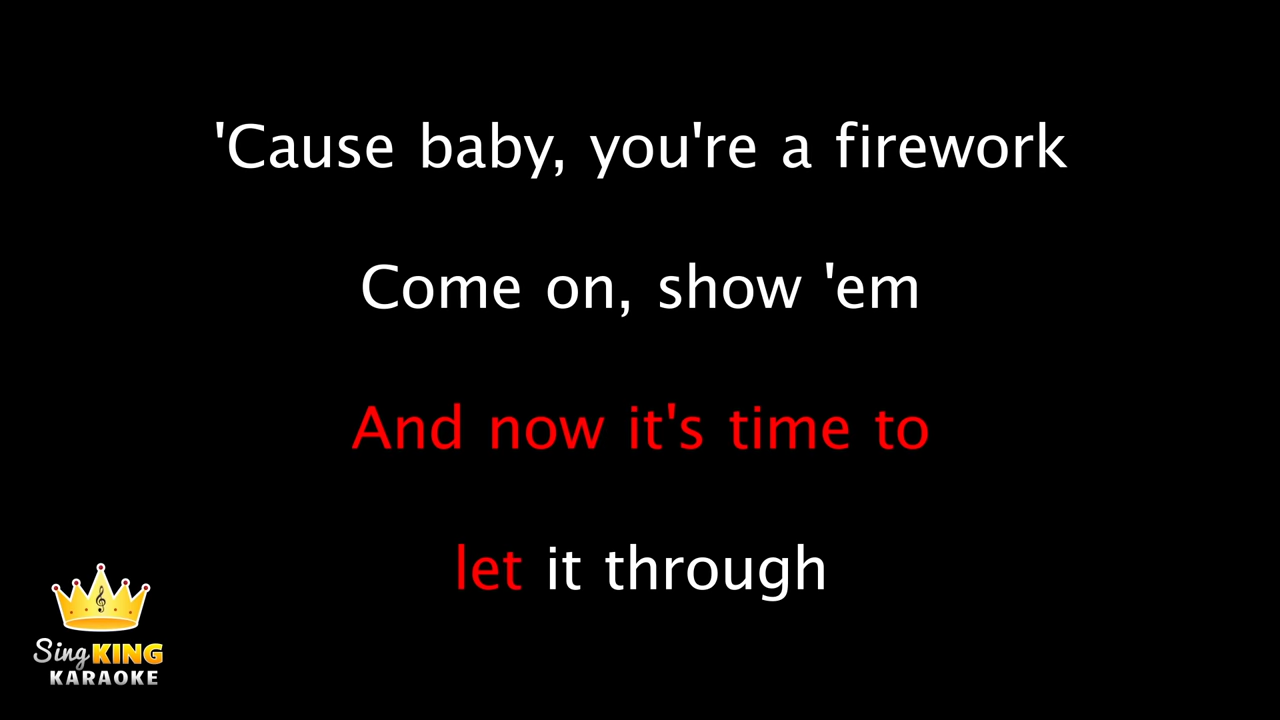 'Cause baby, you're a firework
Come on, show 'em
And now it's time to
let it through
Sing KING
KARAOKE